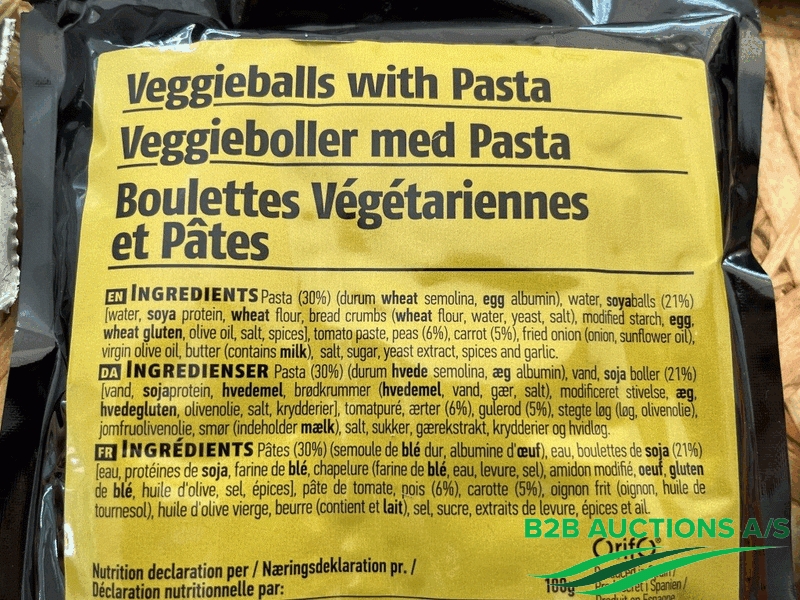 Veggieballs with Pasta
Veggieboller med Pasta
Boulettes Végétariennes
et Pâtes
EN INGREDIENTS Pasta (30%) (durum wheat semolina, egg albumin), water, soyaballs (21%)
[water, soya protein, wheat flour, bread crumbs (wheat flour, water, yeast, salt), modified starch, egg,
wheat gluten, olive oil, salt, spices], tomato paste, peas (6%), carrot (5%), fried onion (onion, sunflower oil),
virgin olive oil, butter (contains milk), salt, sugar, yeast extract, spices and garlic.
DA INGREDIENSER Pasta (30%) (durum hvede semolina, æg albumin), vand, soja boller (21%)
[vand, sojaprotein, hvedemel, brødkrummer (hvedemel, vand, gær, salt), modificeret stivelse, æg,
hvedegluten, olivenolie, salt, krydderier], tomatpuré, ærter (6%), gulerod (5%), stegte løg (løg, olivenolie),
jomfruolivenolie, smør (indeholder mælk), salt, sukker, gærekstrakt, krydderier og hvidløg.
FR INGRÉDIENTS Pâtes (30%) (semoule de blé dur, albumine d'œuf), eau, boulettes de soja (21%)
[eau, protéines de soja, farine de blé, chapelure (farine de blé, eau, levure, sel), amidon modifié, oeuf, gluten
de blé, huile d'olive, sel, épices], pâte de tomate, pois (6%), carotte (5%), oignon frit (oignon, huile de
tournesol), huile d'olive vierge, beurre (contient et lait), sel, sucre, extraits de levure, épices et ail.
B2B AUCTIONS A/S
OrifO®
Nutrition declaration per / Næringsdeklaration pr. /
Déclaration nutritionnelle par:
100g
i Spanien /
Produit en Espagne